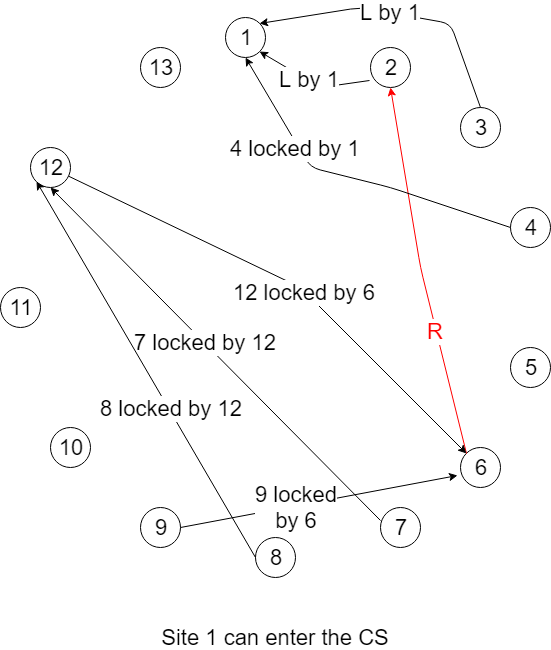 L by 1
1
13
L by 1
2
3
4 locked by 1
12
4
12 locked by 6
11
R
7 locked by 12
5
8 locked by 12
10
6
9 locked
by 6
9
7
8
Site 1 can enter the CS